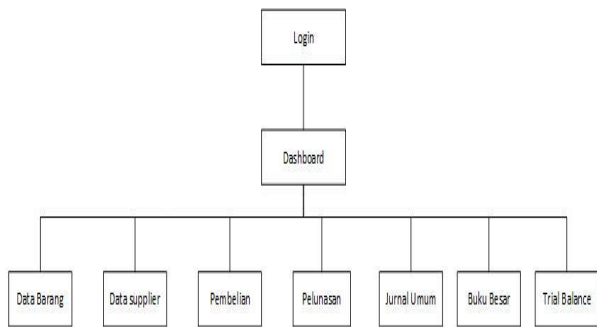 Login
Dashboard
Data Barang
Data supplier
Pembelian
Pelunasan
Jurnal Umum
Buku Besar
Trial Balance